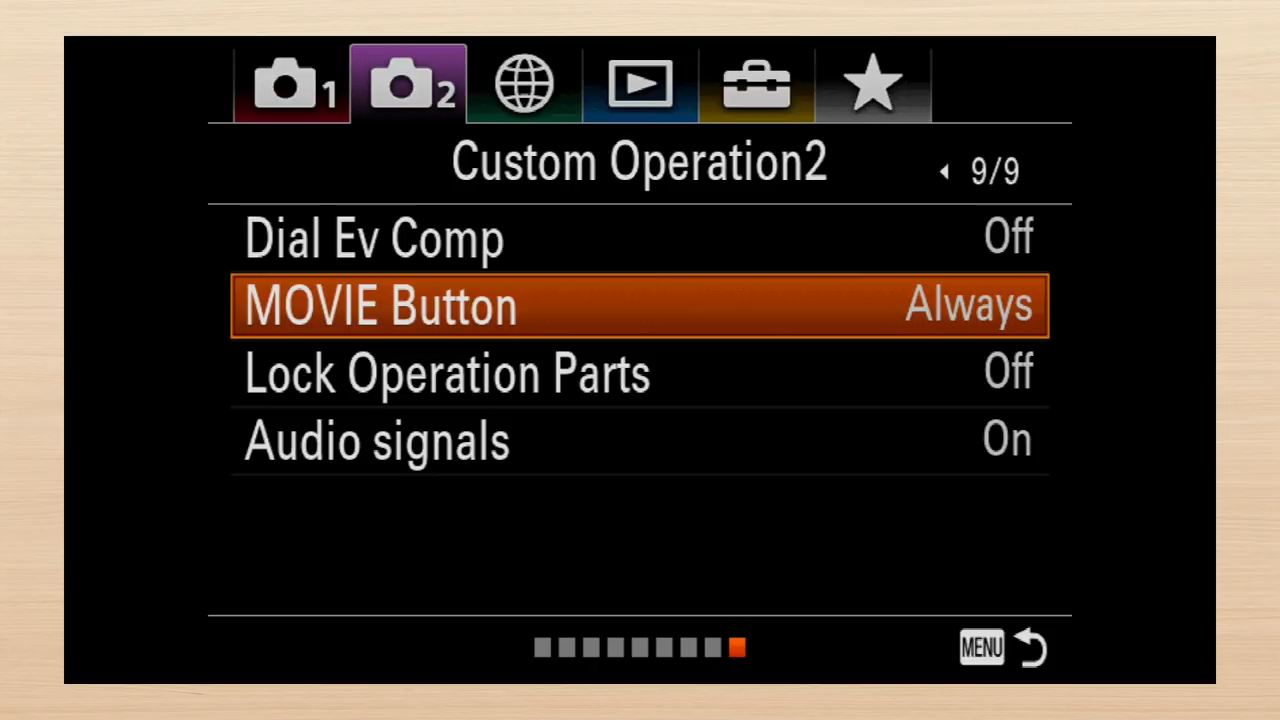 1 2
Custom Operation2 9/9
Dial Ev Comp Off
MOVIE Button Always
Lock Operation Parts Off
Audio signals On
MENU